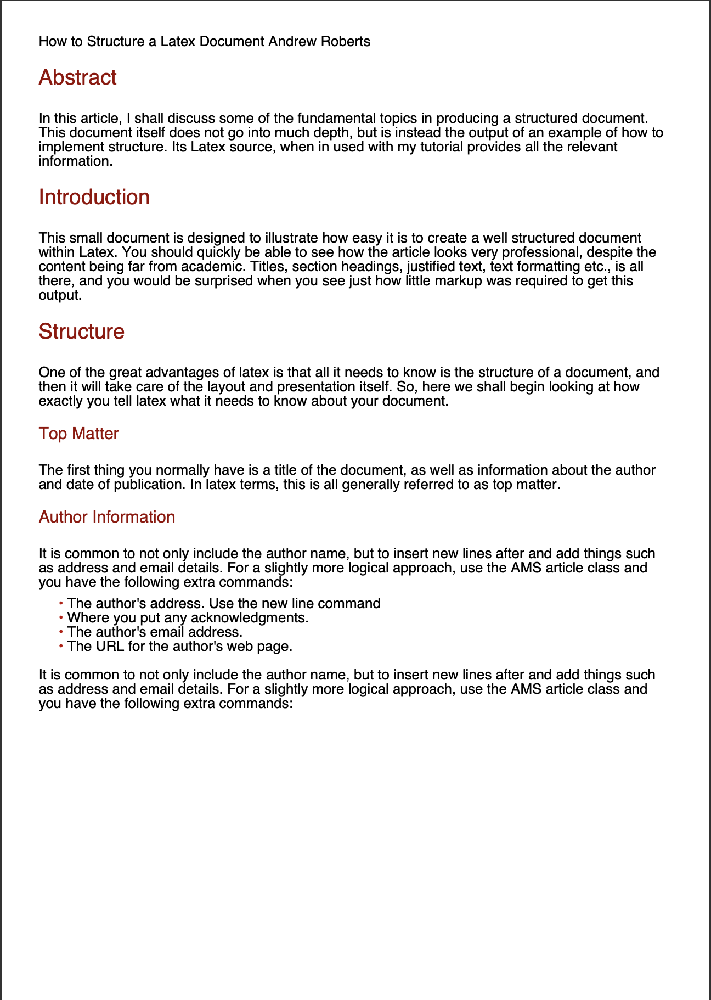 How to Structure a Latex Document Andrew Roberts
Abstract
In this article, I shall discuss some of the fundamental topics in producing a structured document.
This document itself does not go into much depth, but is instead the output of an example of how to
implement structure. Its Latex source, when in used with my tutorial provides all the relevant
information.
Introduction
This small document is designed to illustrate how easy it is to create a well structured document
within Latex. You should quickly be able to see how the article looks very professional, despite the
content being far from academic. Titles, section headings, justified text, text formatting etc., is all
there, and you would be surprised when you see just how little markup was required to get this
output.
Structure
One of the great advantages of latex is that all it needs to know is the structure of a document, and
then it will take care of the layout and presentation itself. So, here we shall begin looking at how
exactly you tell latex what it needs to know about your document.
Top Matter
The first thing you normally have is a title of the document, as well as information about the author
and date of publication. In latex terms, this is all generally referred to as top matter.
Author Information
It is common to not only include the author name, but to insert new lines after and add things such
as address and email details. For a slightly more logical approach, use the AMS article class and
you have the following extra commands:
• The author's address. Use the new line command
• Where you put any acknowledgments.
• The author's email address.
• The URL for the author's web page.
It is common to not only include the author name, but to insert new lines after and add things such
as address and email details. For a slightly more logical approach, use the AMS article class and
you have the following extra commands: